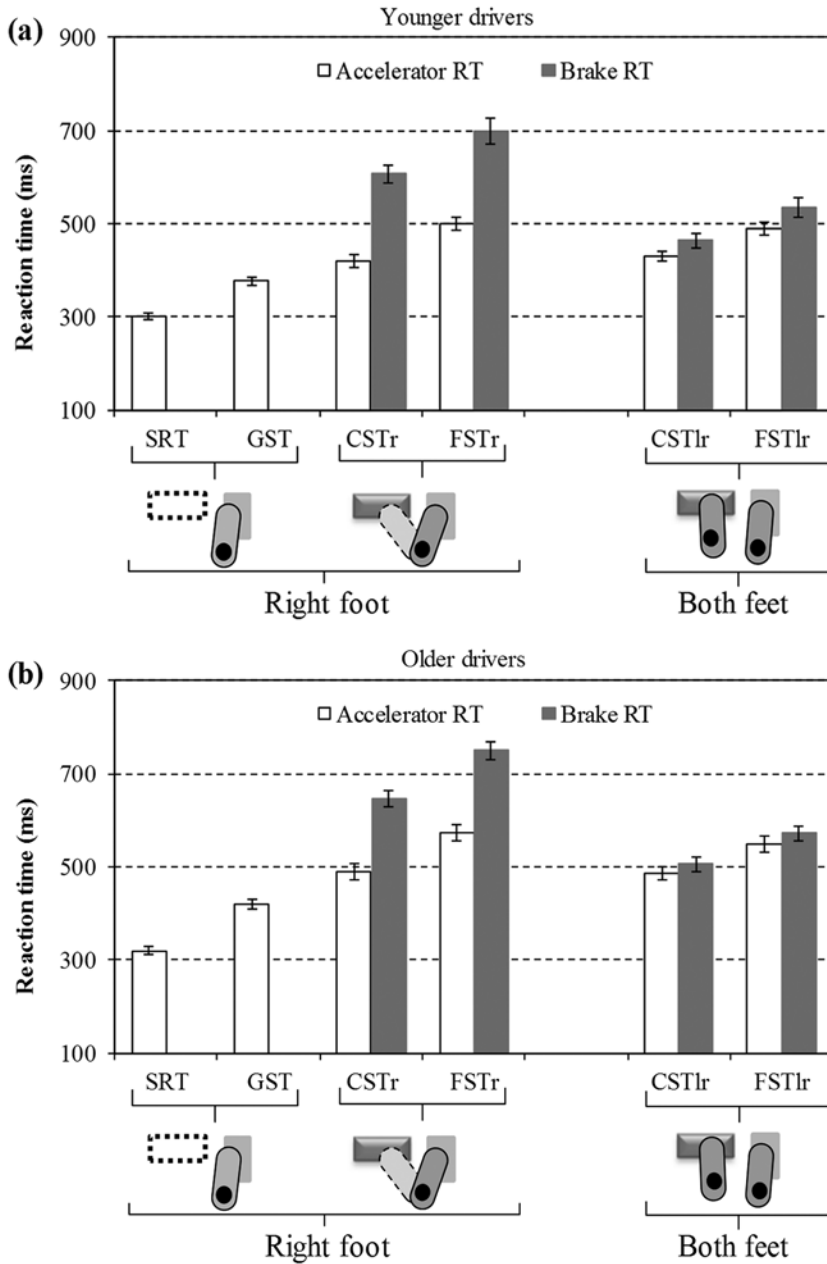 (a)
Younger drivers
900
Accelerator RT Brake RT
700
500
300
100
Reaction time (ms)
SRT GST CSTr FSTr CSTlr FSTlr
Right foot Both feet
(b)
Older drivers
900
Accelerator RT Brake RT
700
500
300
100
Reaction time (ms)
SRT GST CSTr FSTr CSTlr FSTlr
Right foot Both feet